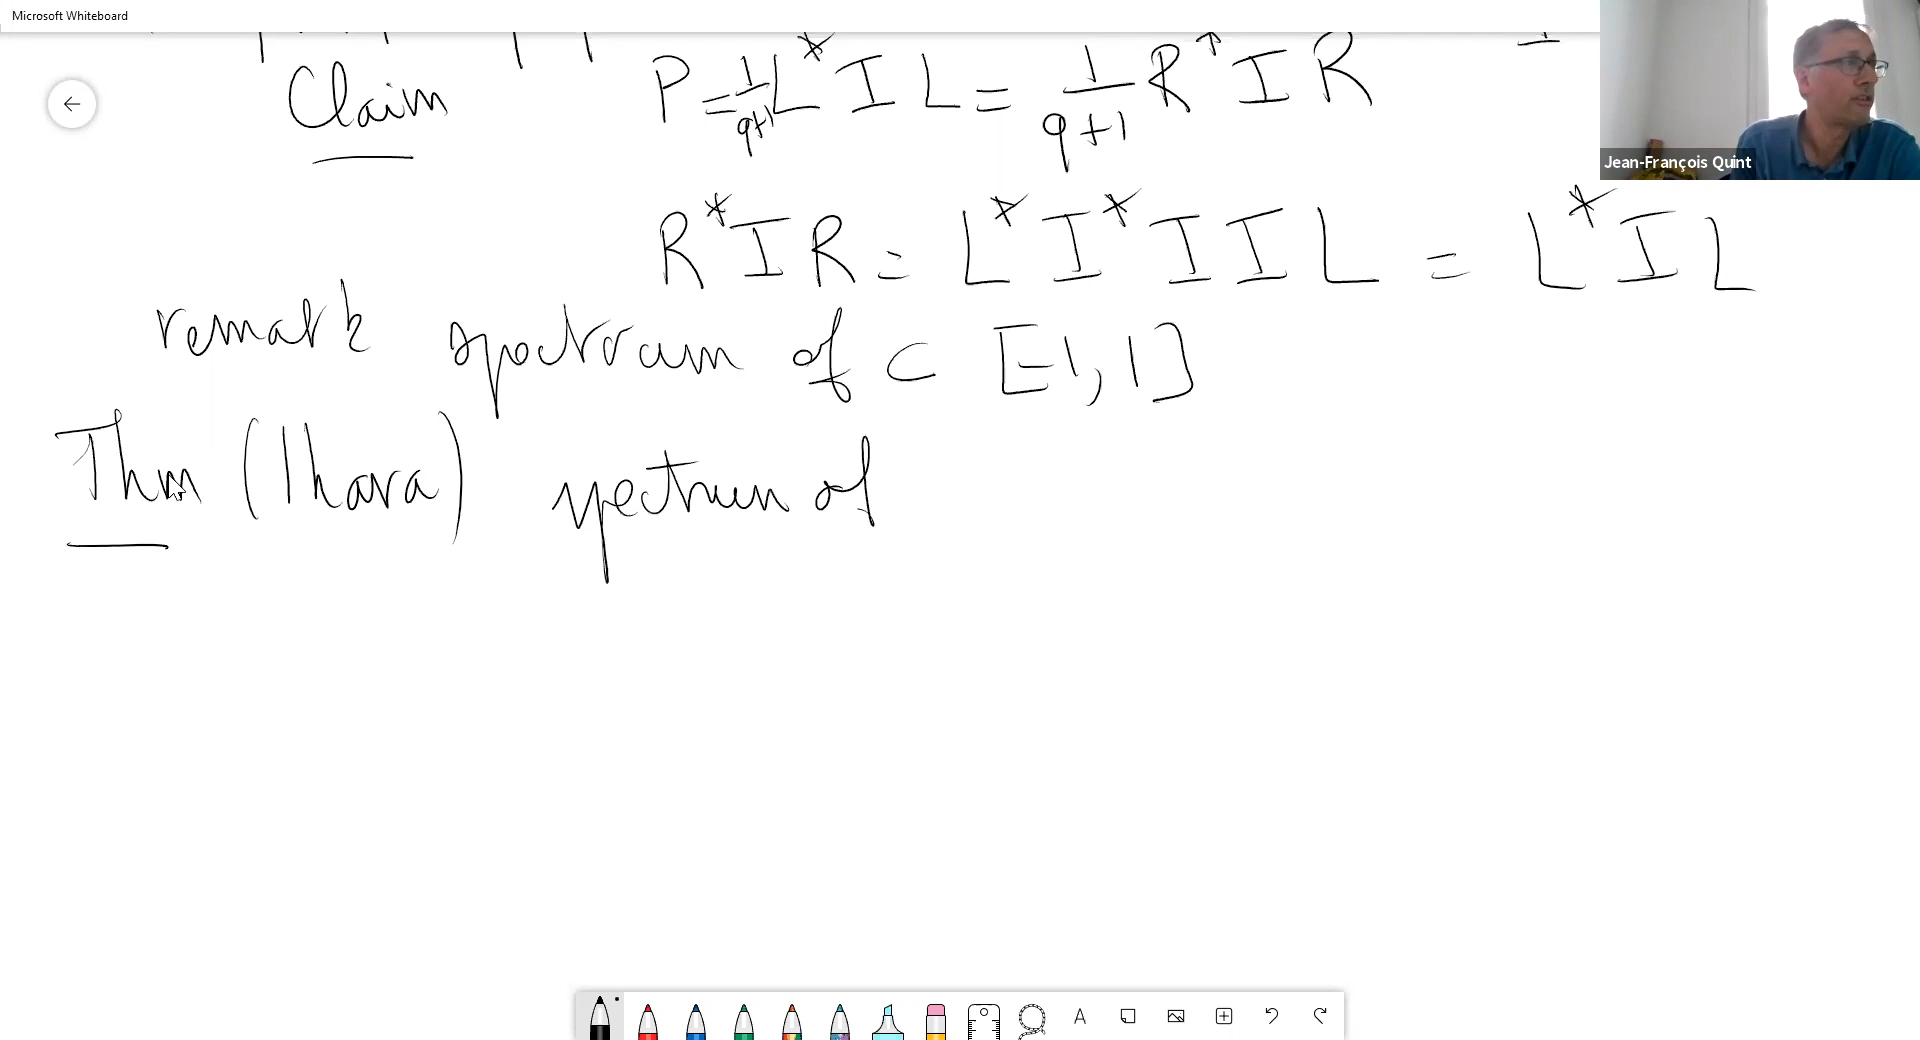 Microsoft Whiteboard
Claim P = 1/q+1 L* I L = 1/q+1 R* I R
Jean-François Quint
R* I R = L* I* I I L = L* I L
remark spectrum of ⊂ [-1, 1]
Thm (Ihara) spectrum of
A